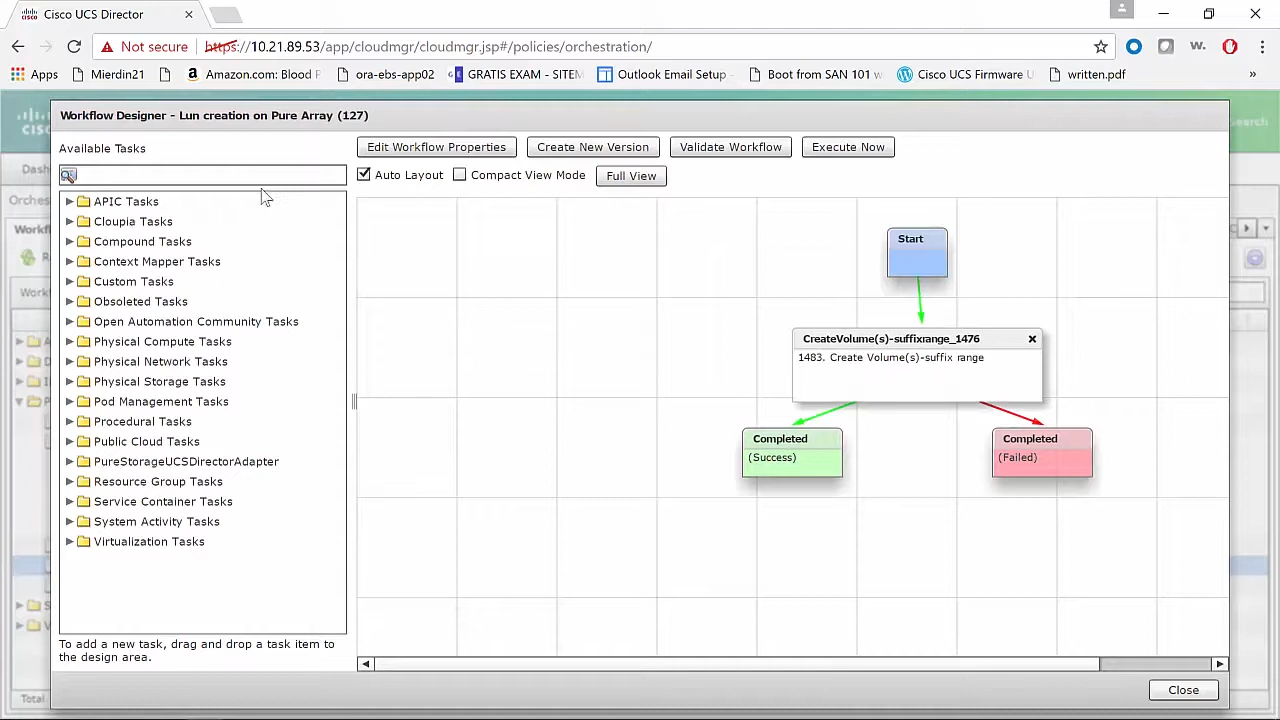 Cisco UCS Director
Not secure
https://10.21.89.53/app/cloudmgr/cloudmgr.jsp#/policies/orchestration/
W.
Apps
Mierdin21
Amazon.com: Blood F
ora-ebs-app02
GRATIS EXAM - SITEM
Outlook Email Setup -
Boot from SAN 101 w
Cisco UCS Firmware U
written.pdf
»
Workflow Designer - Lun creation on Pure Array (127)
Available Tasks
Edit Workflow Properties
Create New Version
Validate Workflow
Execute Now
Auto Layout
Compact View Mode
Full View
APIC Tasks
Cloupia Tasks
Compound Tasks
Context Mapper Tasks
Custom Tasks
Obsoleted Tasks
Open Automation Community Tasks
Physical Compute Tasks
Physical Network Tasks
Physical Storage Tasks
Pod Management Tasks
Procedural Tasks
Public Cloud Tasks
PureStorageUCSDirectorAdapter
Resource Group Tasks
Service Container Tasks
System Activity Tasks
Virtualization Tasks
To add a new task, drag and drop a task item to
the design area.
Start
CreateVolume(s)-suffixrange_1476
1483. Create Volume(s)-suffix range
Completed
(Success)
Completed
(Failed)
Close
Dash
Orche
Workfl
Workf
Total
earch